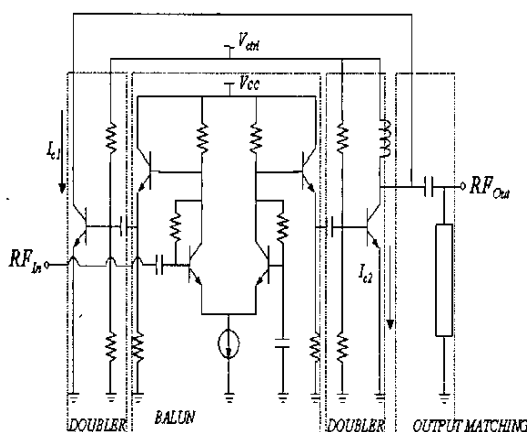 V_ctrl
V_CC
I_c1
RF_Out
RF_In
I_c2
DOUBLER
BALUN
DOUBLER
OUTPUT MATCHING